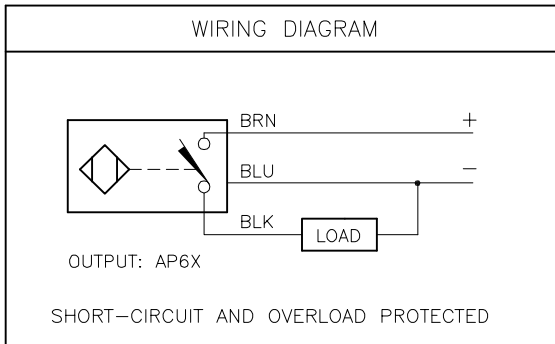 WIRING DIAGRAM
BRN +
BLU −
BLK LOAD
OUTPUT: AP6X
SHORT−CIRCUIT AND OVERLOAD PROTECTED